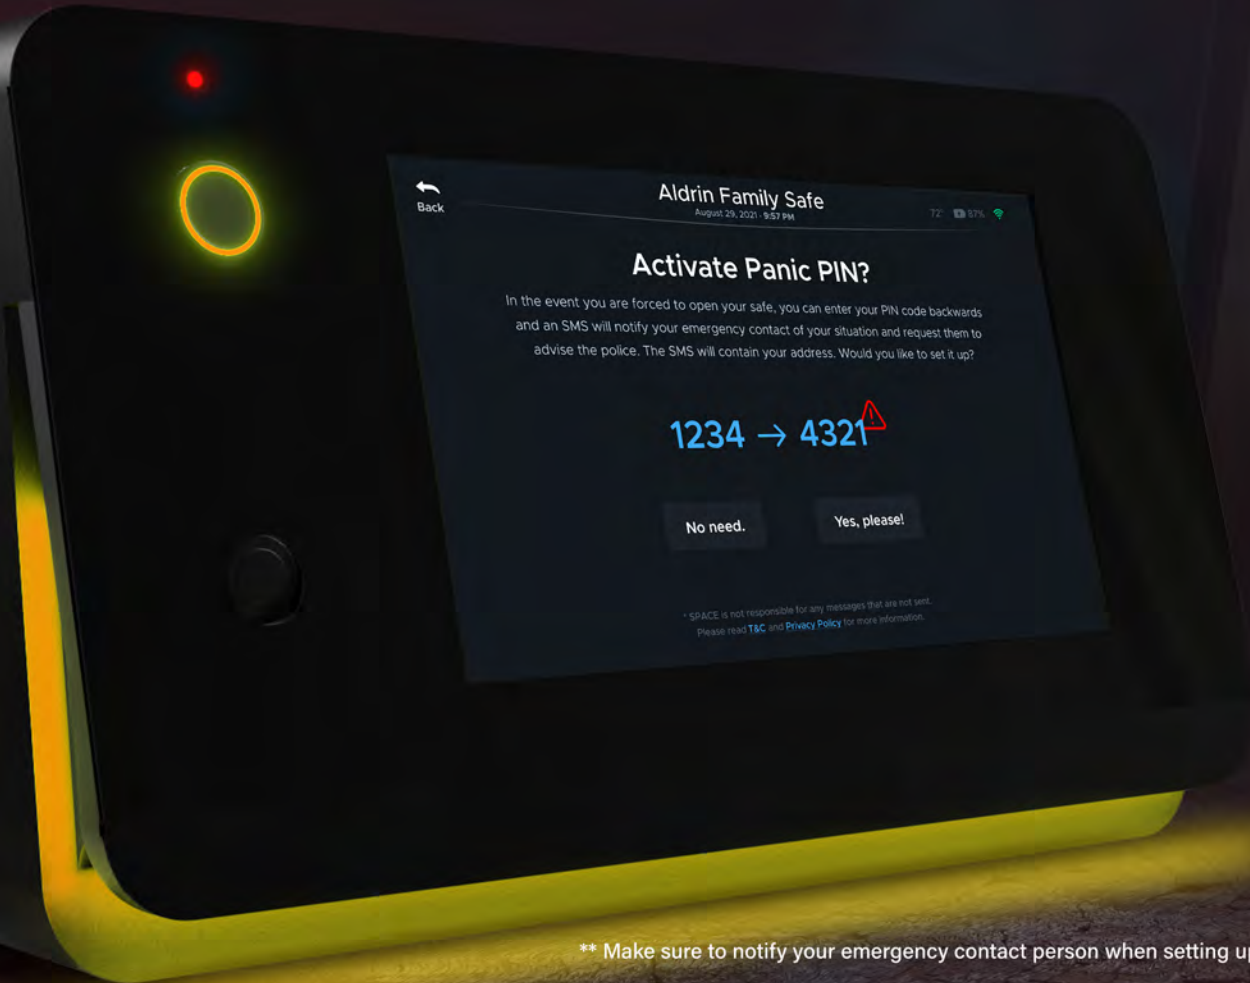 Back
Aldrin Family Safe
August 29, 2021 - 9:57 PM
72° 87%
Activate Panic PIN?
In the event you are forced to open your safe, you can enter your PIN code backwards
and an SMS will notify your emergency contact of your situation and request them to
advise the police. The SMS will contain your address. Would you like to set it up?
1234 → 4321
No need.
Yes, please!
* SPACE is not responsible for any messages that are not sent.
Please read T&C and Privacy Policy for more information.
** Make sure to notify your emergency contact person when setting up